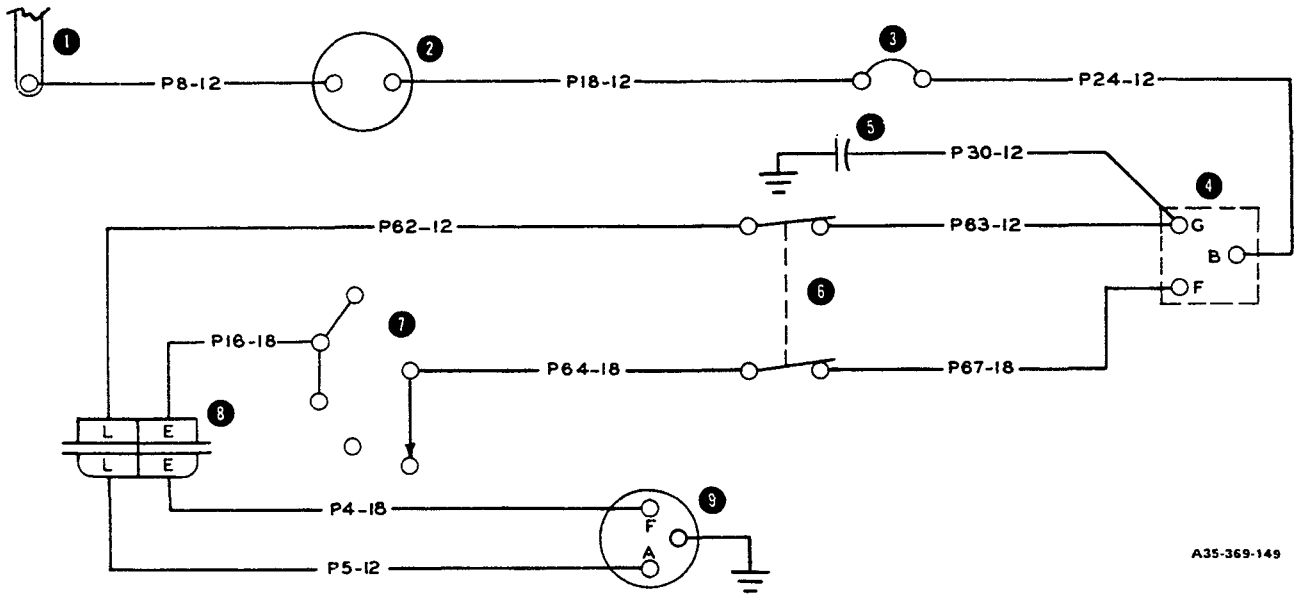 1
P8-12
2
P18-12
3
P24-12
5
P30-12
4
P62-12
P63-12
G
B
F
6
7
P16-18
P64-18
P67-18
8
L E
L E
P4-18
9
F
A
P5-12
A35-369-149